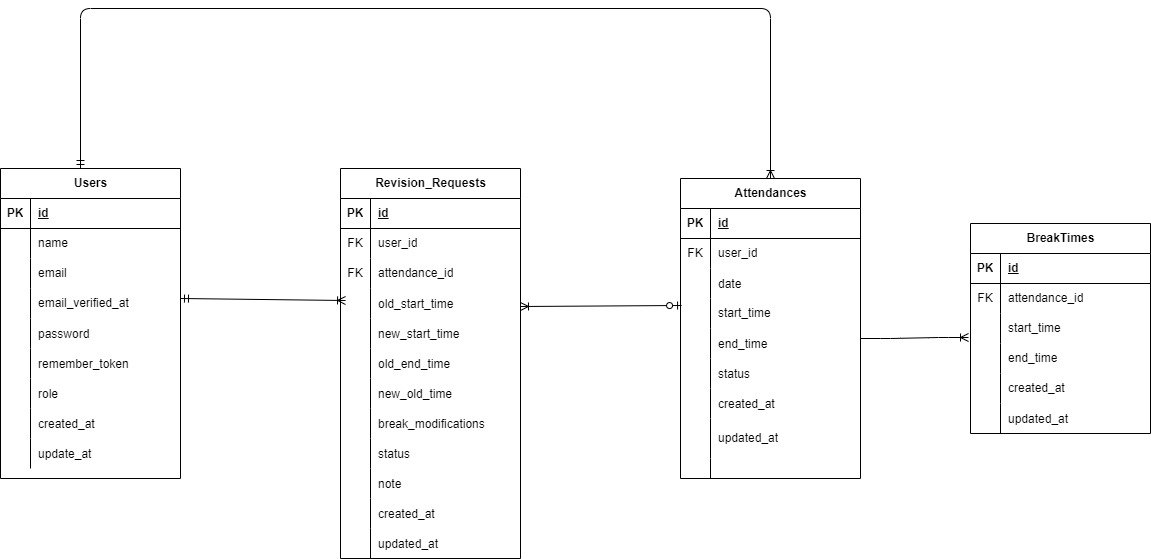 Users
PK id
name
email
email_verified_at
password
remember_token
role
created_at
update_at
Revision_Requests
PK id
FK user_id
FK attendance_id
old_start_time
new_start_time
old_end_time
new_old_time
break_modifications
status
note
created_at
updated_at
Attendances
PK id
FK user_id
date
start_time
end_time
status
created_at
updated_at
BreakTimes
PK id
FK attendance_id
start_time
end_time
created_at
updated_at